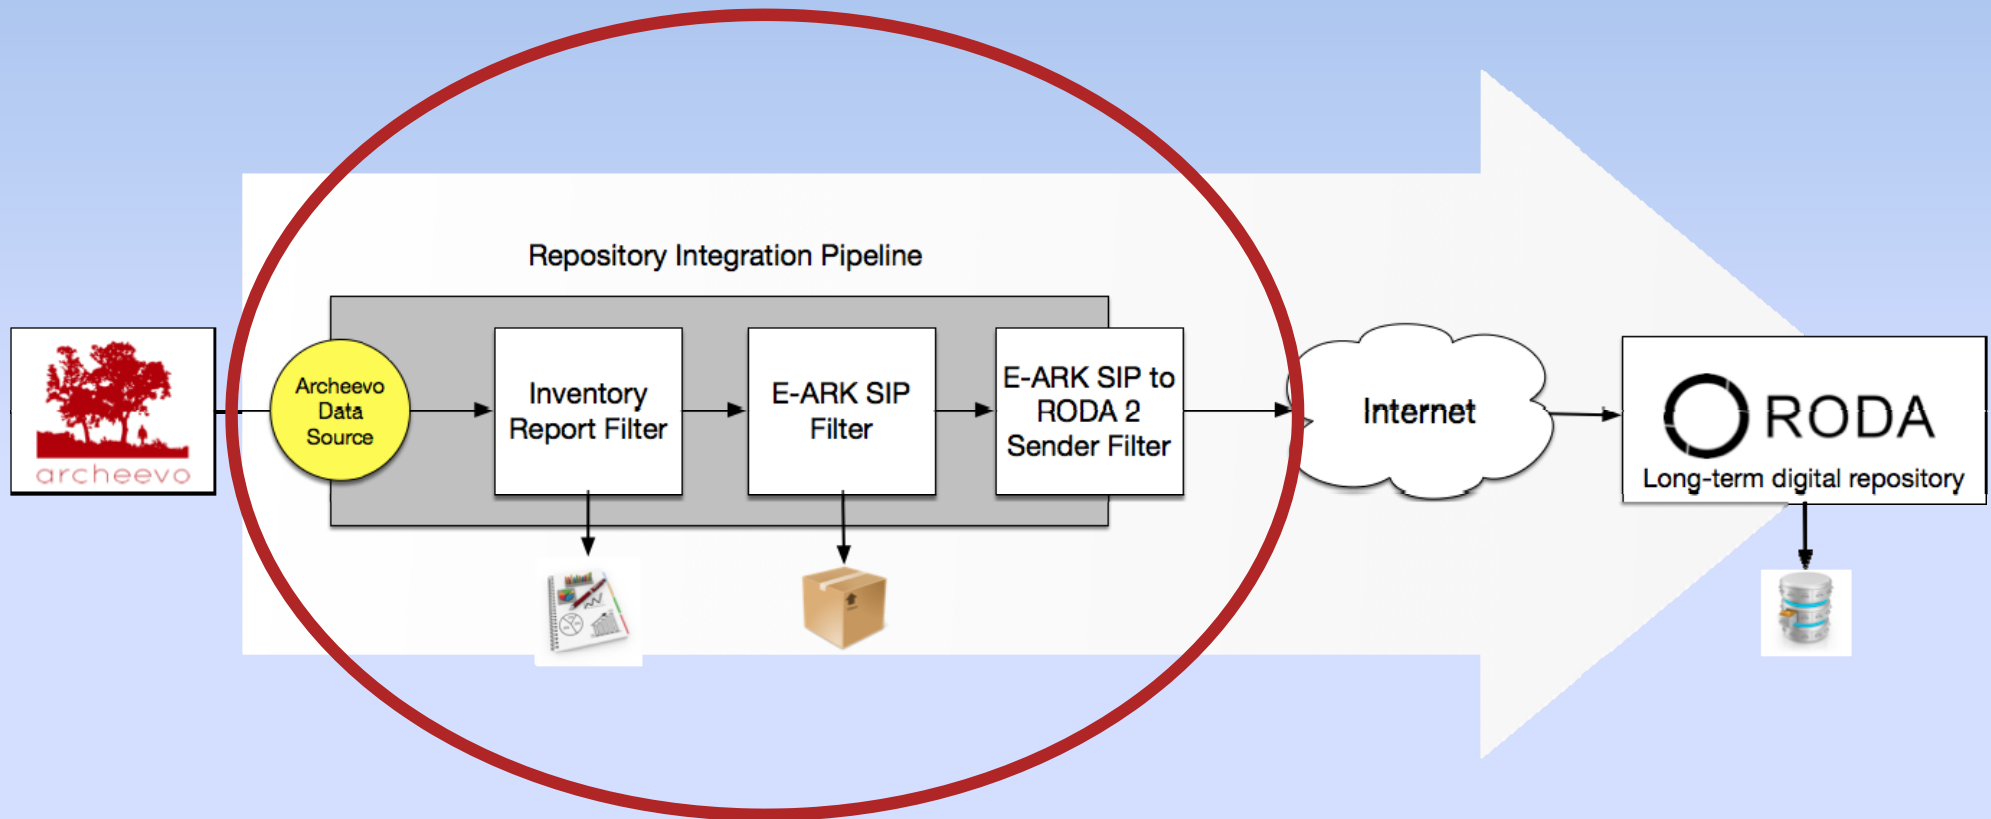 Repository Integration Pipeline
archeevo
Archeevo
Data
Source
Inventory
Report Filter
E-ARK SIP
Filter
E-ARK SIP to
RODA 2
Sender Filter
Internet
RODA
Long-term digital repository